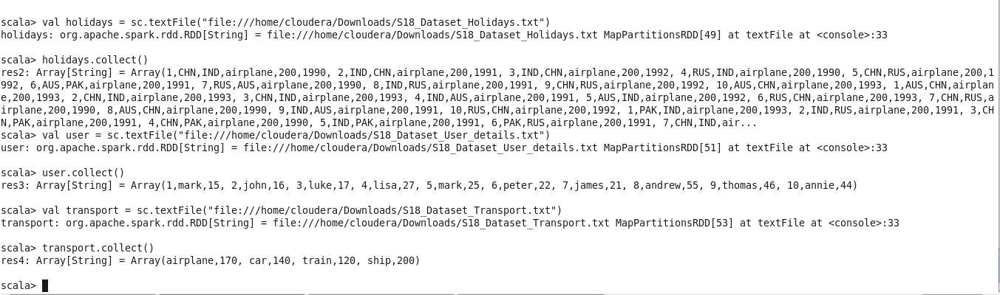 scala> val holidays = sc.textFile("file:///home/cloudera/Downloads/S18_Dataset_Holidays.txt")
holidays: org.apache.spark.rdd.RDD[String] = file:///home/cloudera/Downloads/S18_Dataset_Holidays.txt MapPartitionsRDD[49] at textFile at <console>:33
scala> holidays.collect()
res2: Array[String] = Array(1,CHN,IND,airplane,200,1990, 2,IND,CHN,airplane,200,1991, 3,IND,CHN,airplane,200,1992, 4,RUS,IND,airplane,200,1990, 5,CHN,RUS,airplane,200,1
992, 6,AUS,PAK,airplane,200,1991, 7,RUS,AUS,airplane,200,1990, 8,IND,RUS,airplane,200,1991, 9,CHN,RUS,airplane,200,1992, 10,AUS,CHN,airplane,200,1993, 1,AUS,CHN,airplan
e,200,1993, 2,CHN,IND,airplane,200,1993, 3,CHN,IND,airplane,200,1993, 4,IND,AUS,airplane,200,1991, 5,AUS,IND,airplane,200,1992, 6,RUS,CHN,airplane,200,1993, 7,CHN,RUS,a
irplane,200,1990, 8,AUS,CHN,airplane,200,1990, 9,IND,AUS,airplane,200,1991, 10,RUS,CHN,airplane,200,1992, 1,PAK,IND,airplane,200,1993, 2,IND,RUS,airplane,200,1991, 3,CH
N,PAK,airplane,200,1991, 4,CHN,PAK,airplane,200,1990, 5,IND,PAK,airplane,200,1991, 6,PAK,RUS,airplane,200,1991, 7,CHN,IND,air...
scala> val user = sc.textFile("file:///home/cloudera/Downloads/S18_Dataset_User_details.txt")
user: org.apache.spark.rdd.RDD[String] = file:///home/cloudera/Downloads/S18_Dataset_User_details.txt MapPartitionsRDD[51] at textFile at <console>:33
scala> user.collect()
res3: Array[String] = Array(1,mark,15, 2,john,16, 3,luke,17, 4,lisa,27, 5,mark,25, 6,peter,22, 7,james,21, 8,andrew,55, 9,thomas,46, 10,annie,44)
scala> val transport = sc.textFile("file:///home/cloudera/Downloads/S18_Dataset_Transport.txt")
transport: org.apache.spark.rdd.RDD[String] = file:///home/cloudera/Downloads/S18_Dataset_Transport.txt MapPartitionsRDD[53] at textFile at <console>:33
scala> transport.collect()
res4: Array[String] = Array(airplane,170, car,140, train,120, ship,200)
scala>